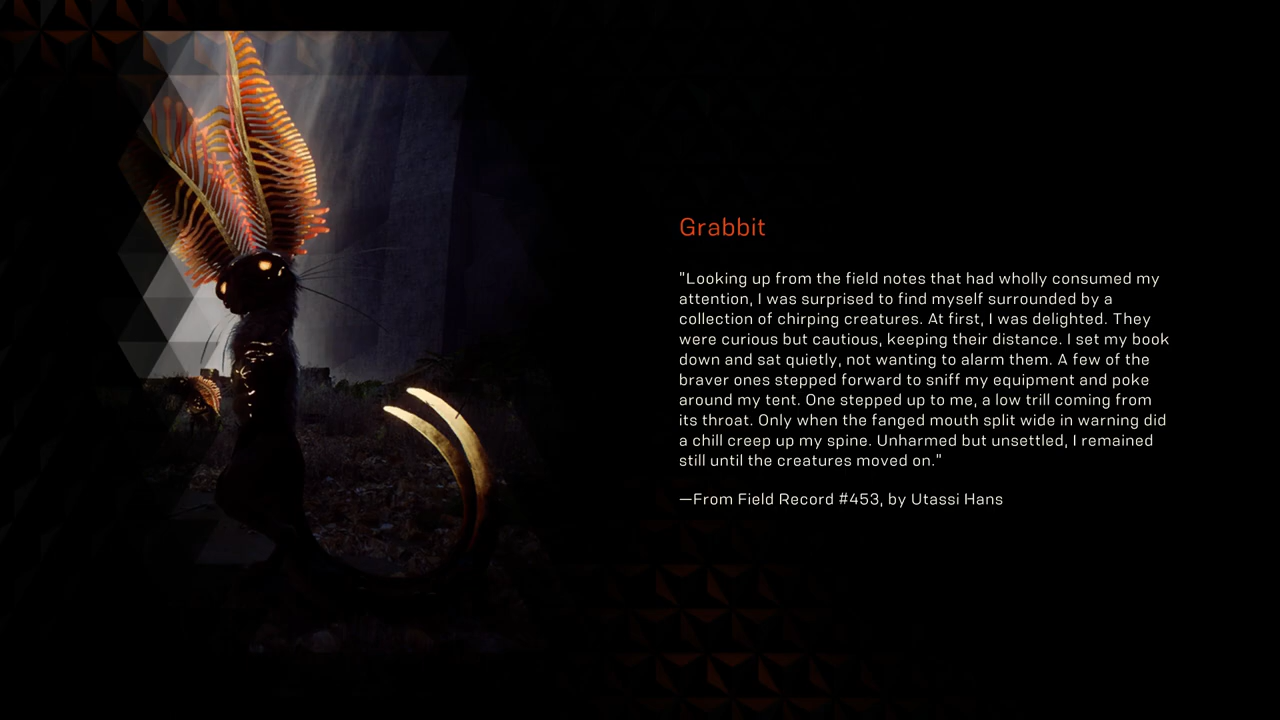 Grabbit
"Looking up from the field notes that had wholly consumed my
attention, I was surprised to find myself surrounded by a
collection of chirping creatures. At first, I was delighted. They
were curious but cautious, keeping their distance. I set my book
down and sat quietly, not wanting to alarm them. A few of the
braver ones stepped forward to sniff my equipment and poke
around my tent. One stepped up to me, a low trill coming from
its throat. Only when the fanged mouth split wide in warning did
a chill creep up my spine. Unharmed but unsettled, I remained
still until the creatures moved on."
—From Field Record #453, by Utassi Hans